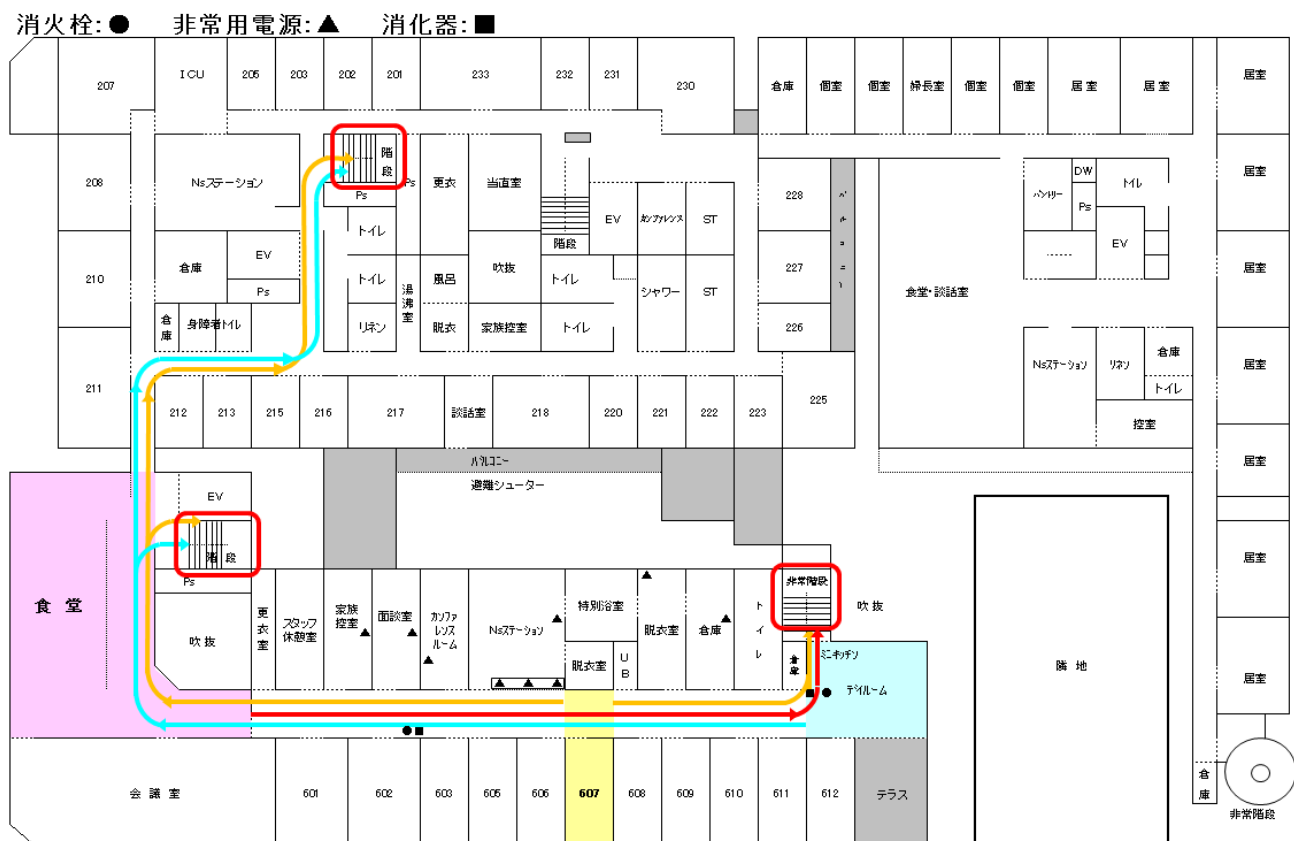 消火栓:● 非常用電源:▲ 消化器:■
207
ICU
205
203
202
201
233
232
231
230
倉庫
個室
個室
婦長室
個室
個室
居室
居室
居室
208
Nsステーション
階段
Ps
Ps
更衣
当直室
階段
EV
カンファレンス
ST
228
バルコニー
パントリー
DW
Ps
トイレ
EV
居室
トイレ
210
倉庫
EV
Ps
トイレ
湯沸室
風呂
吹抜
トイレ
シャワー
ST
227
食堂・談話室
居室
倉庫
身障者トイレ
リネン
脱衣
家族控室
トイレ
226
Nsステーション
リネン
倉庫
トイレ
控室
居室
211
212
213
215
216
217
談話室
218
220
221
222
223
225
居室
バルコニー
避難シューター
EV
階段
Ps
食堂
吹抜
更衣室
スタッフ休憩室
家族控室
面談室
カンファレンスルーム
Nsステーション
特別浴室
脱衣室
UB
脱衣室
倉庫
トイレ
非常階段
倉庫
吹抜
ミニキッチン
デイルーム
隣地
居室
居室
居室
会議室
601
602
603
605
606
607
608
609
610
611
612
テラス
倉庫
非常階段